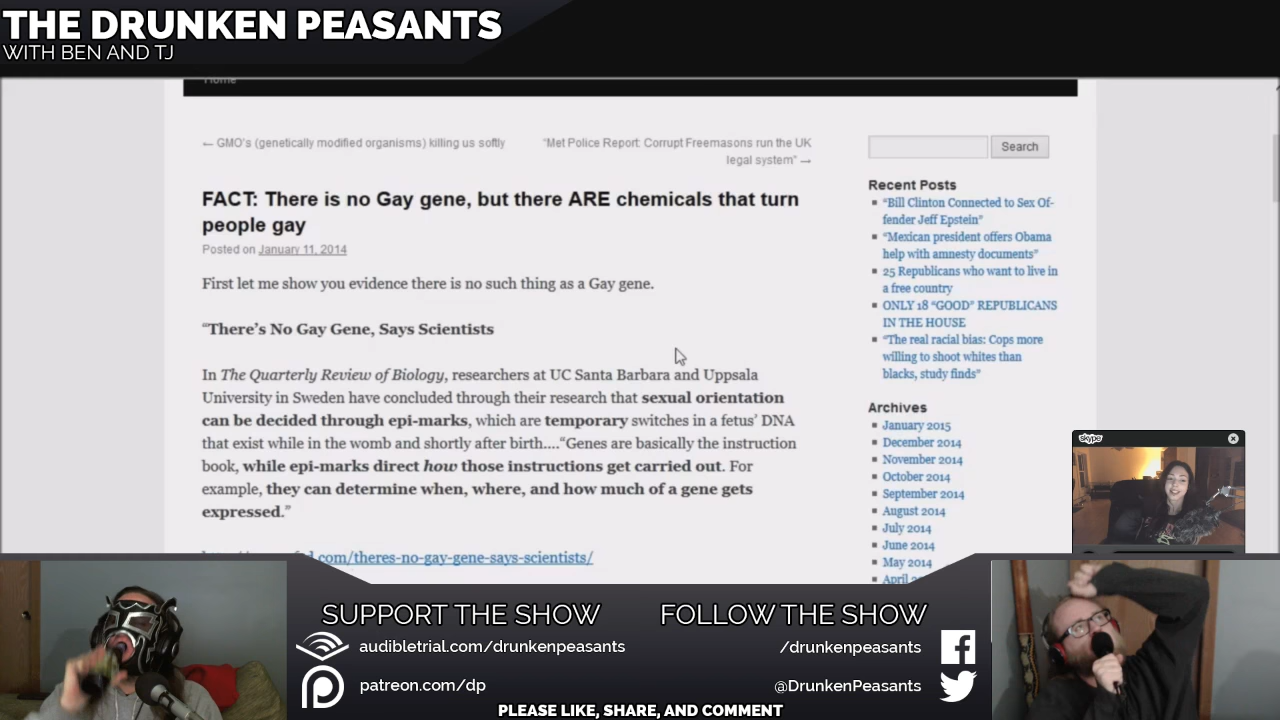 THE DRUNKEN PEASANTS
WITH BEN AND TJ
Home
← GMO's (genetically modified organisms) killing us softly
"Met Police Report: Corrupt Freemasons run the UK
legal system" →
FACT: There is no Gay gene, but there ARE chemicals that turn
people gay
Posted on January 11, 2014
First let me show you evidence there is no such thing as a Gay gene.
"There's No Gay Gene, Says Scientists
In The Quarterly Review of Biology, researchers at UC Santa Barbara and Uppsala
University in Sweden have concluded through their research that sexual orientation
can be decided through epi-marks, which are temporary switches in a fetus' DNA
that exist while in the womb and shortly after birth...."Genes are basically the instruction
book, while epi-marks direct how those instructions get carried out. For
example, they can determine when, where, and how much of a gene gets
expressed."
.com/theres-no-gay-gene-says-scientists/
Search
Recent Posts
"Bill Clinton Connected to Sex Of-
fender Jeff Epstein"
"Mexican president offers Obama
help with amnesty documents"
25 Republicans who want to live in
a free country
ONLY 18 "GOOD" REPUBLICANS
IN THE HOUSE
"The real racial bias: Cops more
willing to shoot whites than
blacks, study finds"
Archives
January 2015
December 2014
November 2014
October 2014
September 2014
August 2014
July 2014
June 2014
May 2014
April
skype
SUPPORT THE SHOW
audibletrial.com/drunkenpeasants
patreon.com/dp
FOLLOW THE SHOW
/drunkenpeasants
@DrunkenPeasants
PLEASE LIKE, SHARE, AND COMMENT